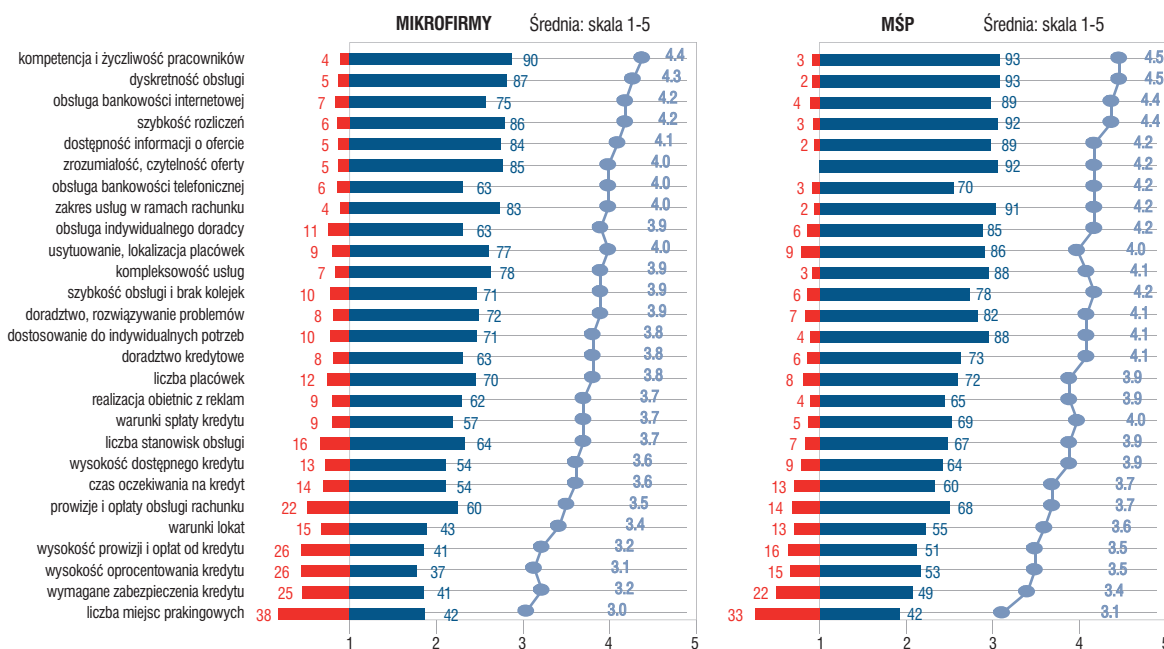 MIKROFIRMY Średnia: skala 1-5 MŚP Średnia: skala 1-5
kompetencja i życzliwość pracowników 4 90 4.4 3 93 4.5
dyskretność obsługi 5 87 4.3 2 93 4.5
obsługa bankowości internetowej 7 75 4.2 4 89 4.4
szybkość rozliczeń 6 86 4.2 3 92 4.4
dostępność informacji o ofercie 5 84 4.1 2 89 4.2
zrozumiałość, czytelność oferty 5 85 4.0 92 4.2
obsługa bankowości telefonicznej 6 63 4.0 3 70 4.2
zakres usług w ramach rachunku 4 83 4.0 2 91 4.2
obsługa indywidualnego doradcy 11 63 3.9 6 85 4.2
usytuowanie, lokalizacja placówek 9 77 4.0 9 86 4.0
kompleksowość usług 7 78 3.9 3 88 4.1
szybkość obsługi i brak kolejek 10 71 3.9 6 78 4.2
doradztwo, rozwiązywanie problemów 8 72 3.9 7 82 4.1
dostosowanie do indywidualnych potrzeb 10 71 3.8 4 88 4.1
doradztwo kredytowe 8 63 3.8 6 73 4.1
liczba placówek 12 70 3.8 8 72 3.9
realizacja obietnic z reklam 9 62 3.7 4 65 3.9
warunki spłaty kredytu 9 57 3.7 5 69 4.0
liczba stanowisk obsługi 16 64 3.7 7 67 3.9
wysokość dostępnego kredytu 13 54 3.6 9 64 3.9
czas oczekiwania na kredyt 14 54 3.6 13 60 3.7
prowizje i opłaty obsługi rachunku 22 60 3.5 14 68 3.7
warunki lokat 15 43 3.4 13 55 3.6
wysokość prowizji i opłat od kredytu 26 41 3.2 16 51 3.5
wysokość oprocentowania kredytu 26 37 3.1 15 53 3.5
wymagane zabezpieczenia kredytu 25 41 3.2 22 49 3.4
liczba miejsc prakingowych 38 42 3.0 33 42 3.1
1 2 3 4 5 1 2 3 4 5